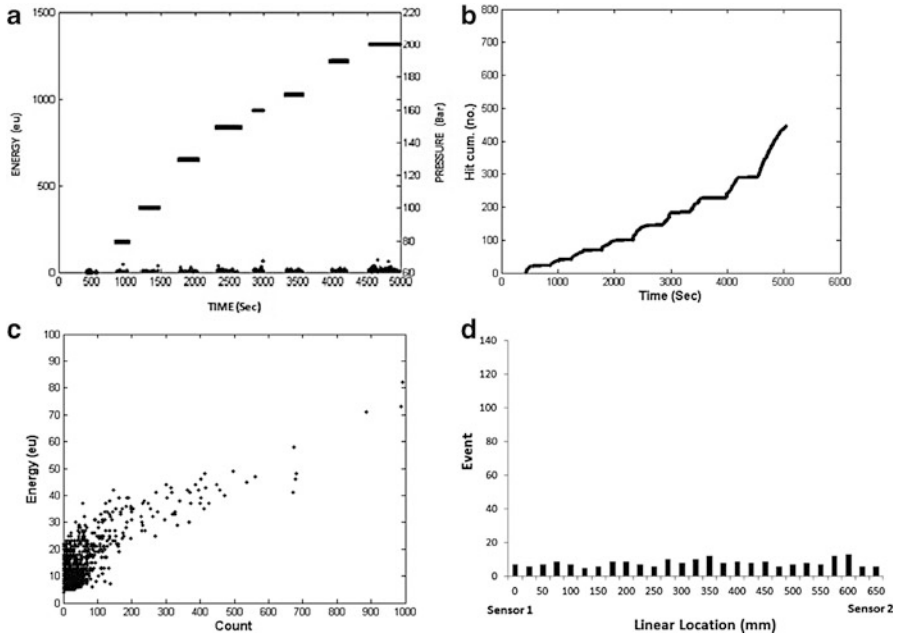 a
ENERGY (eu)
1500
1000
500
0
0 500 1000 1500 2000 2500 3000 3500 4000 4500 5000
TIME (Sec)
220
200
180
160
140
120
100
80
60
PRESSURE (Bar)
b
Hit cum. (no.)
800
700
600
500
400
300
200
100
0
0 1000 2000 3000 4000 5000 6000
Time (Sec)
c
Energy (eu)
100
90
80
70
60
50
40
30
20
10
0
0 100 200 300 400 500 600 700 800 900 1000
Count
d
Event
140
120
100
80
60
40
20
0
0 50 100 150 200 250 300 350 400 450 500 550 600 650
Sensor 1
Sensor 2
Linear Location (mm)